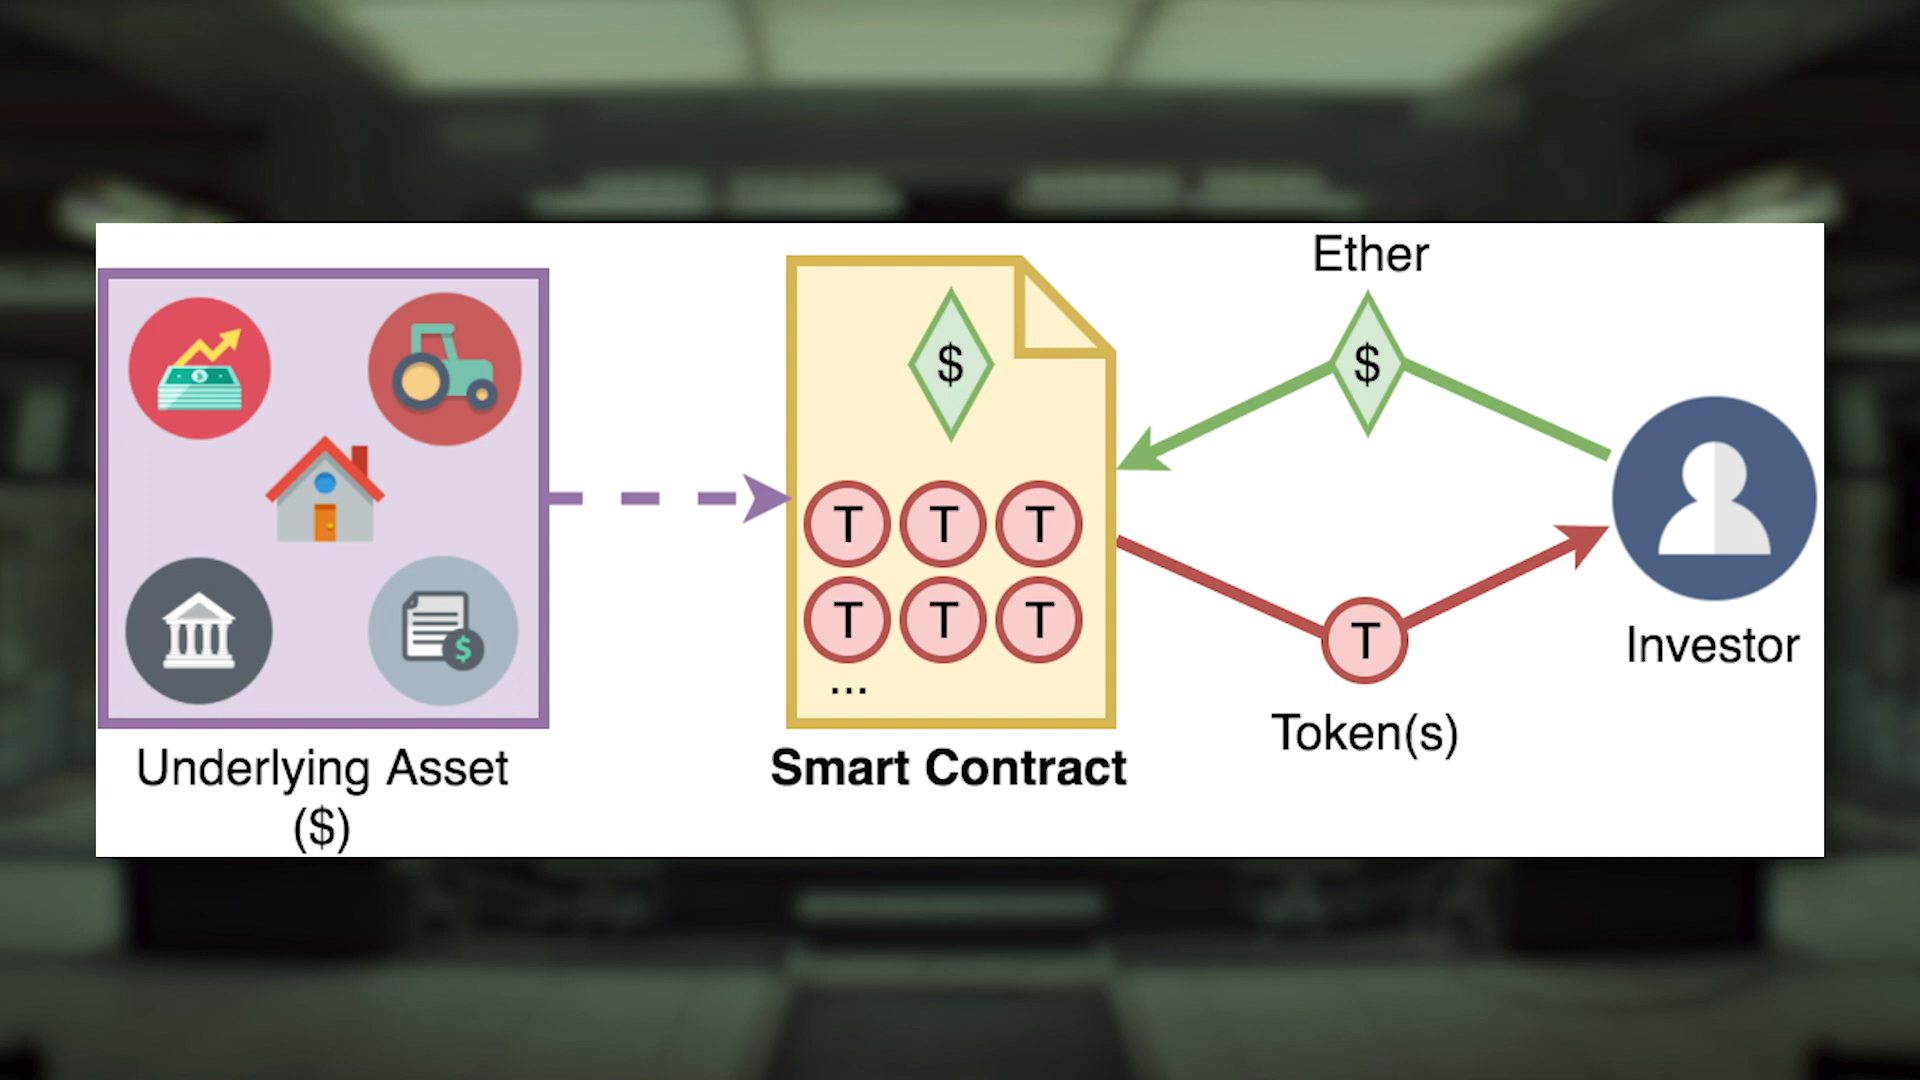 Ether
$
$
T T T
T T T
T
...
Investor
Token(s)
Underlying Asset
($)
Smart Contract
$
$